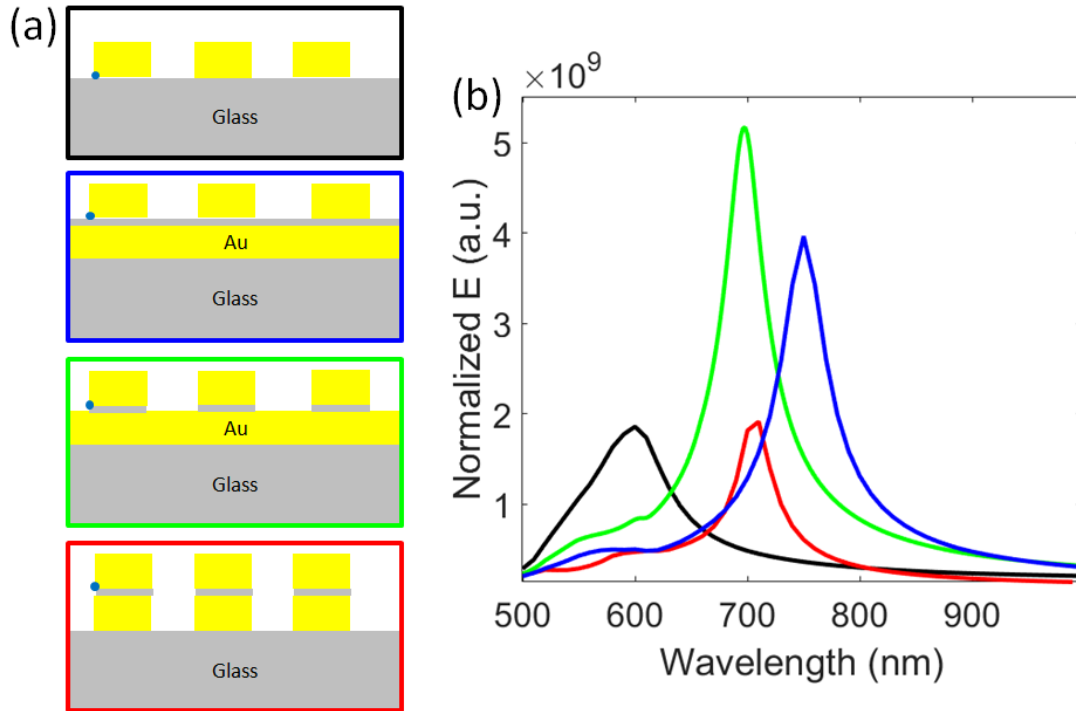 (a)
Glass
Au
Glass
Au
Glass
Glass
(b)
×10⁹
5
4
3
2
1
Normalized E (a.u.)
500 600 700 800 900
Wavelength (nm)